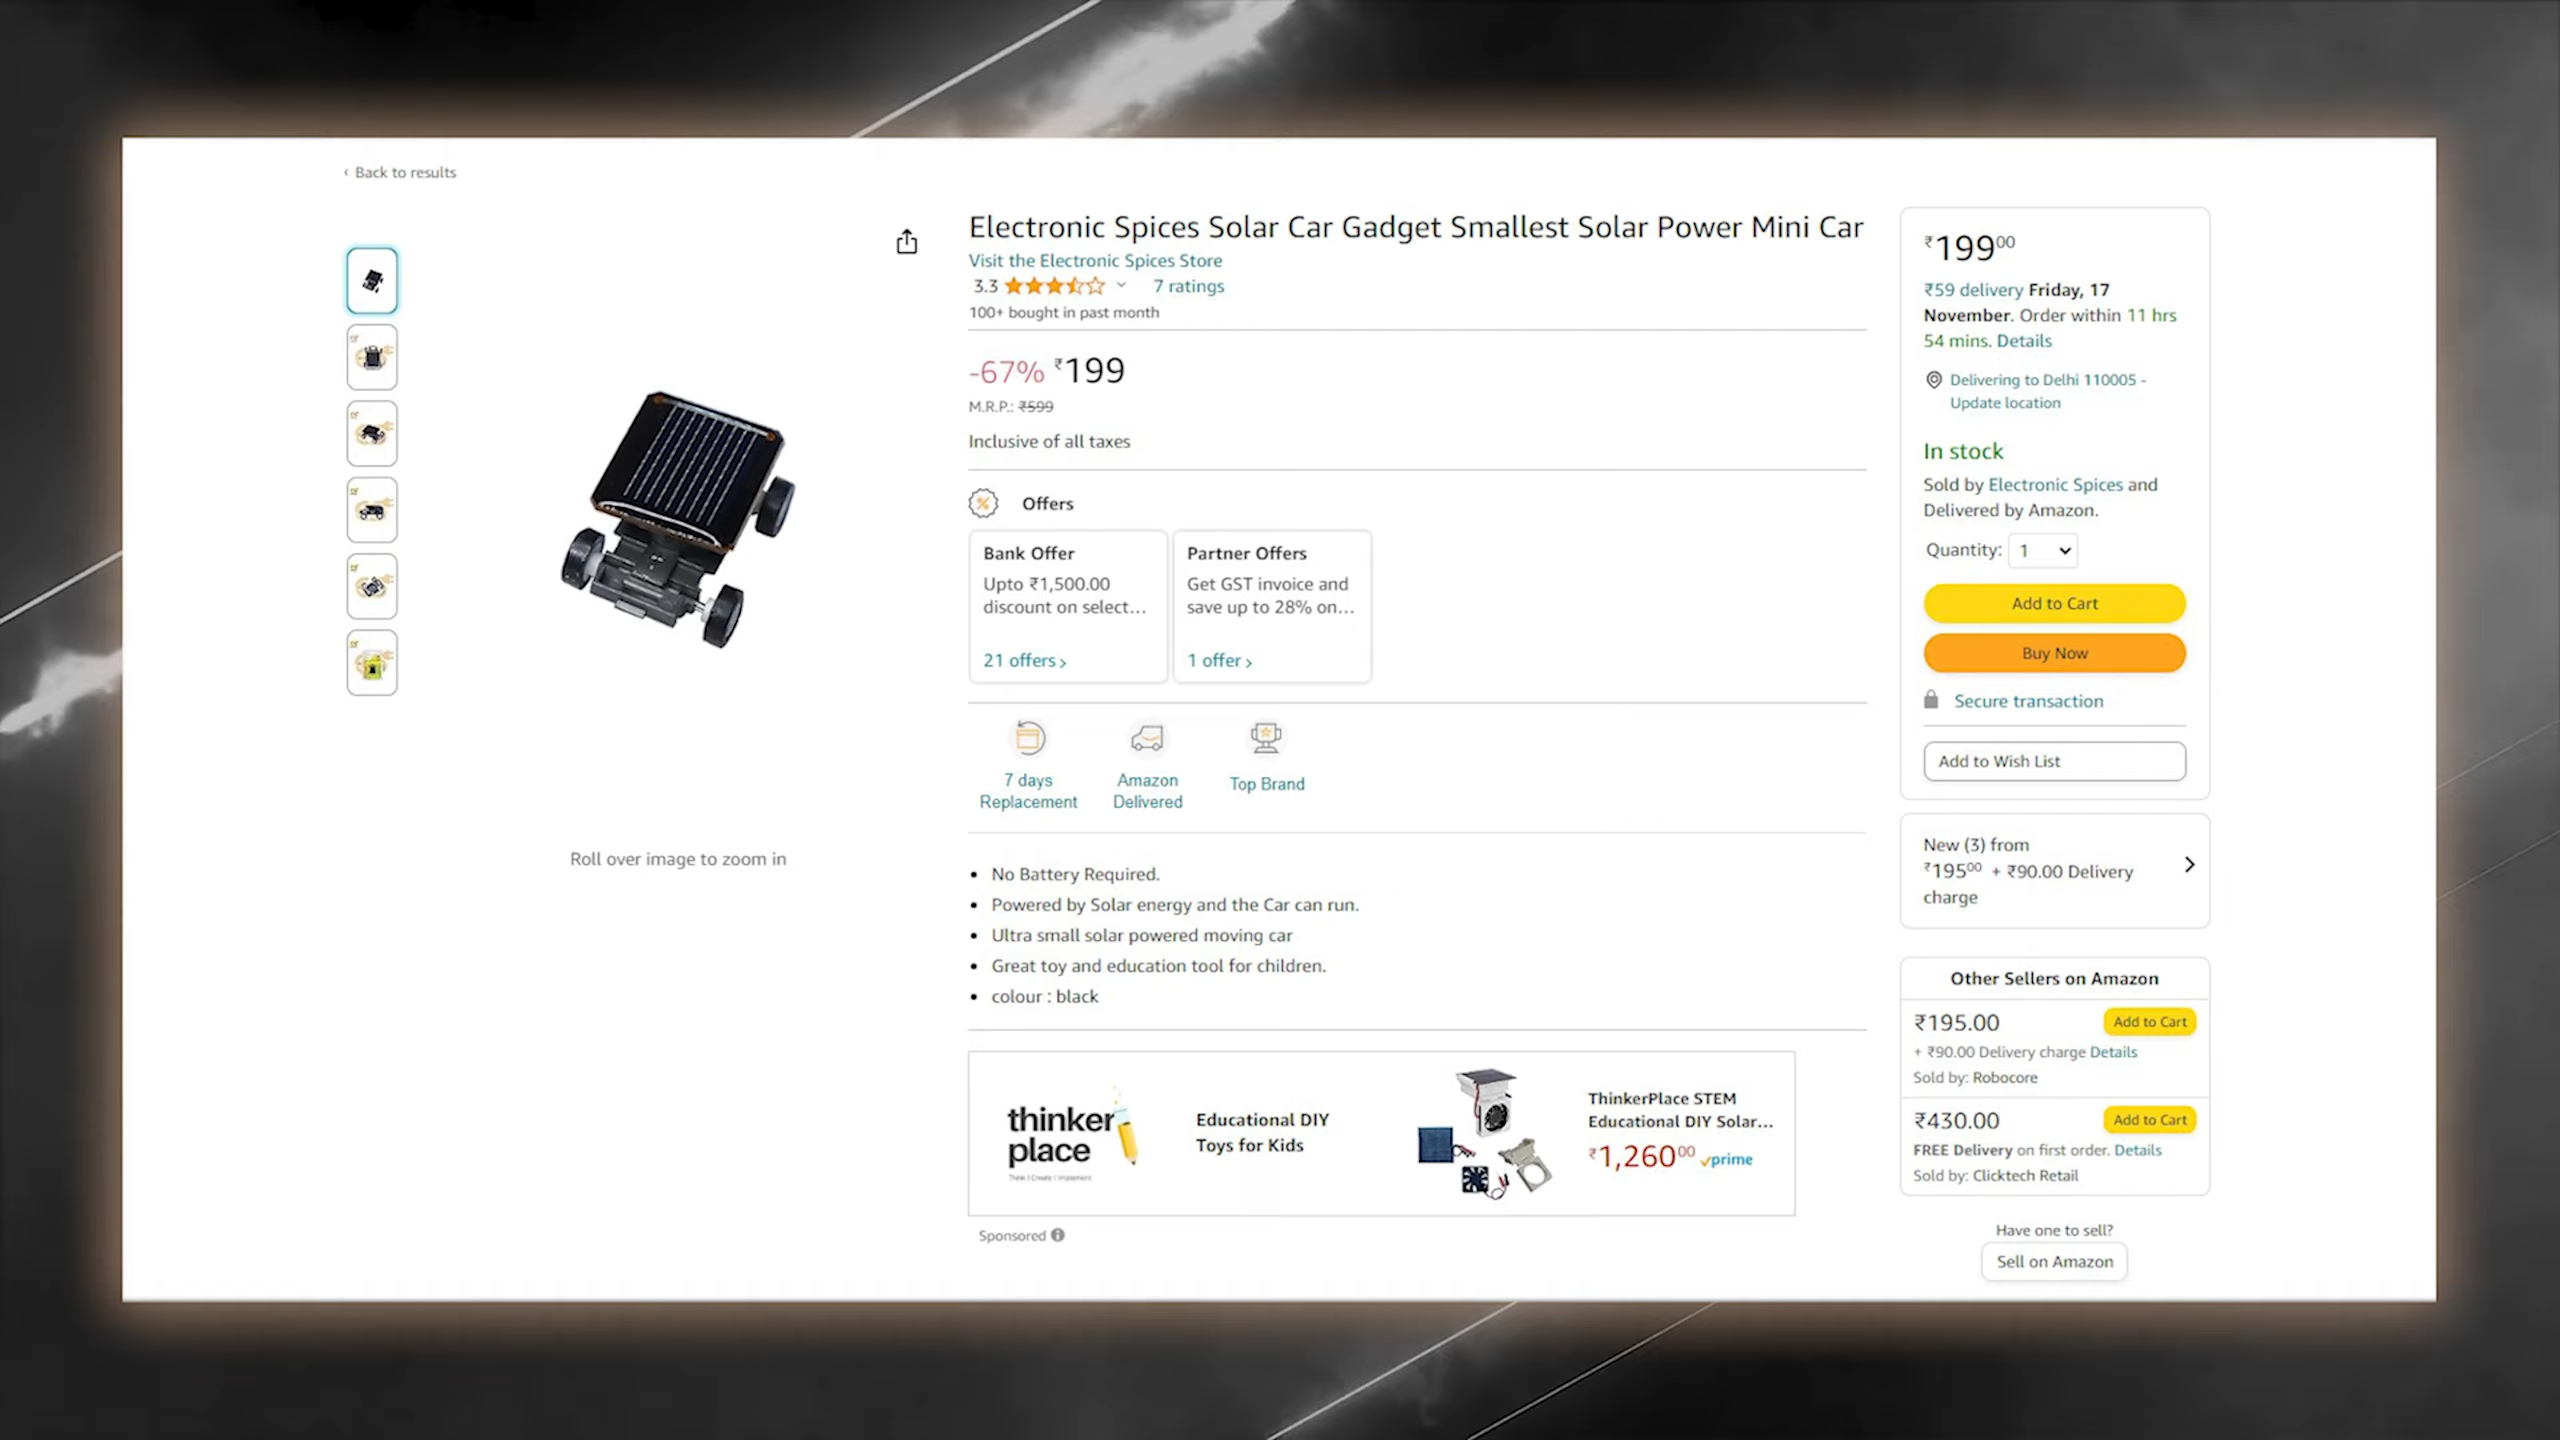 ‹ Back to results
Electronic Spices Solar Car Gadget Smallest Solar Power Mini Car
Visit the Electronic Spices Store
3.3 7 ratings
100+ bought in past month
-67% ₹199
M.R.P.: ₹599
Inclusive of all taxes
Offers
Bank Offer
Upto ₹1,500.00
discount on select...
21 offers ›
Partner Offers
Get GST invoice and
save up to 28% on...
1 offer ›
7 days
Replacement
Amazon
Delivered
Top Brand
Roll over image to zoom in
• No Battery Required.
• Powered by Solar energy and the Car can run.
• Ultra small solar powered moving car
• Great toy and education tool for children.
• colour : black
thinker
place
Think | Create | Implement
Educational DIY
Toys for Kids
ThinkerPlace STEM
Educational DIY Solar...
₹1,26000 prime
Sponsored
₹19900
₹59 delivery Friday, 17
November. Order within 11 hrs
54 mins. Details
Delivering to Delhi 110005 -
Update location
In stock
Sold by Electronic Spices and
Delivered by Amazon.
Quantity: 1
Add to Cart
Buy Now
Secure transaction
Add to Wish List
New (3) from
₹19500 + ₹90.00 Delivery
charge
Other Sellers on Amazon
₹195.00 Add to Cart
+ ₹90.00 Delivery charge Details
Sold by: Robocore
₹430.00 Add to Cart
FREE Delivery on first order. Details
Sold by: Clicktech Retail
Have one to sell?
Sell on Amazon